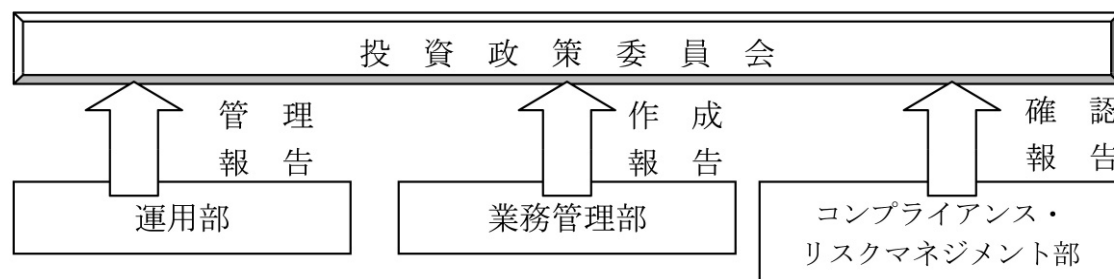 投資政策委員会
管理 作成 確認
報告 報告 報告
運用部 業務管理部 コンプライアンス・
リスクマネジメント部